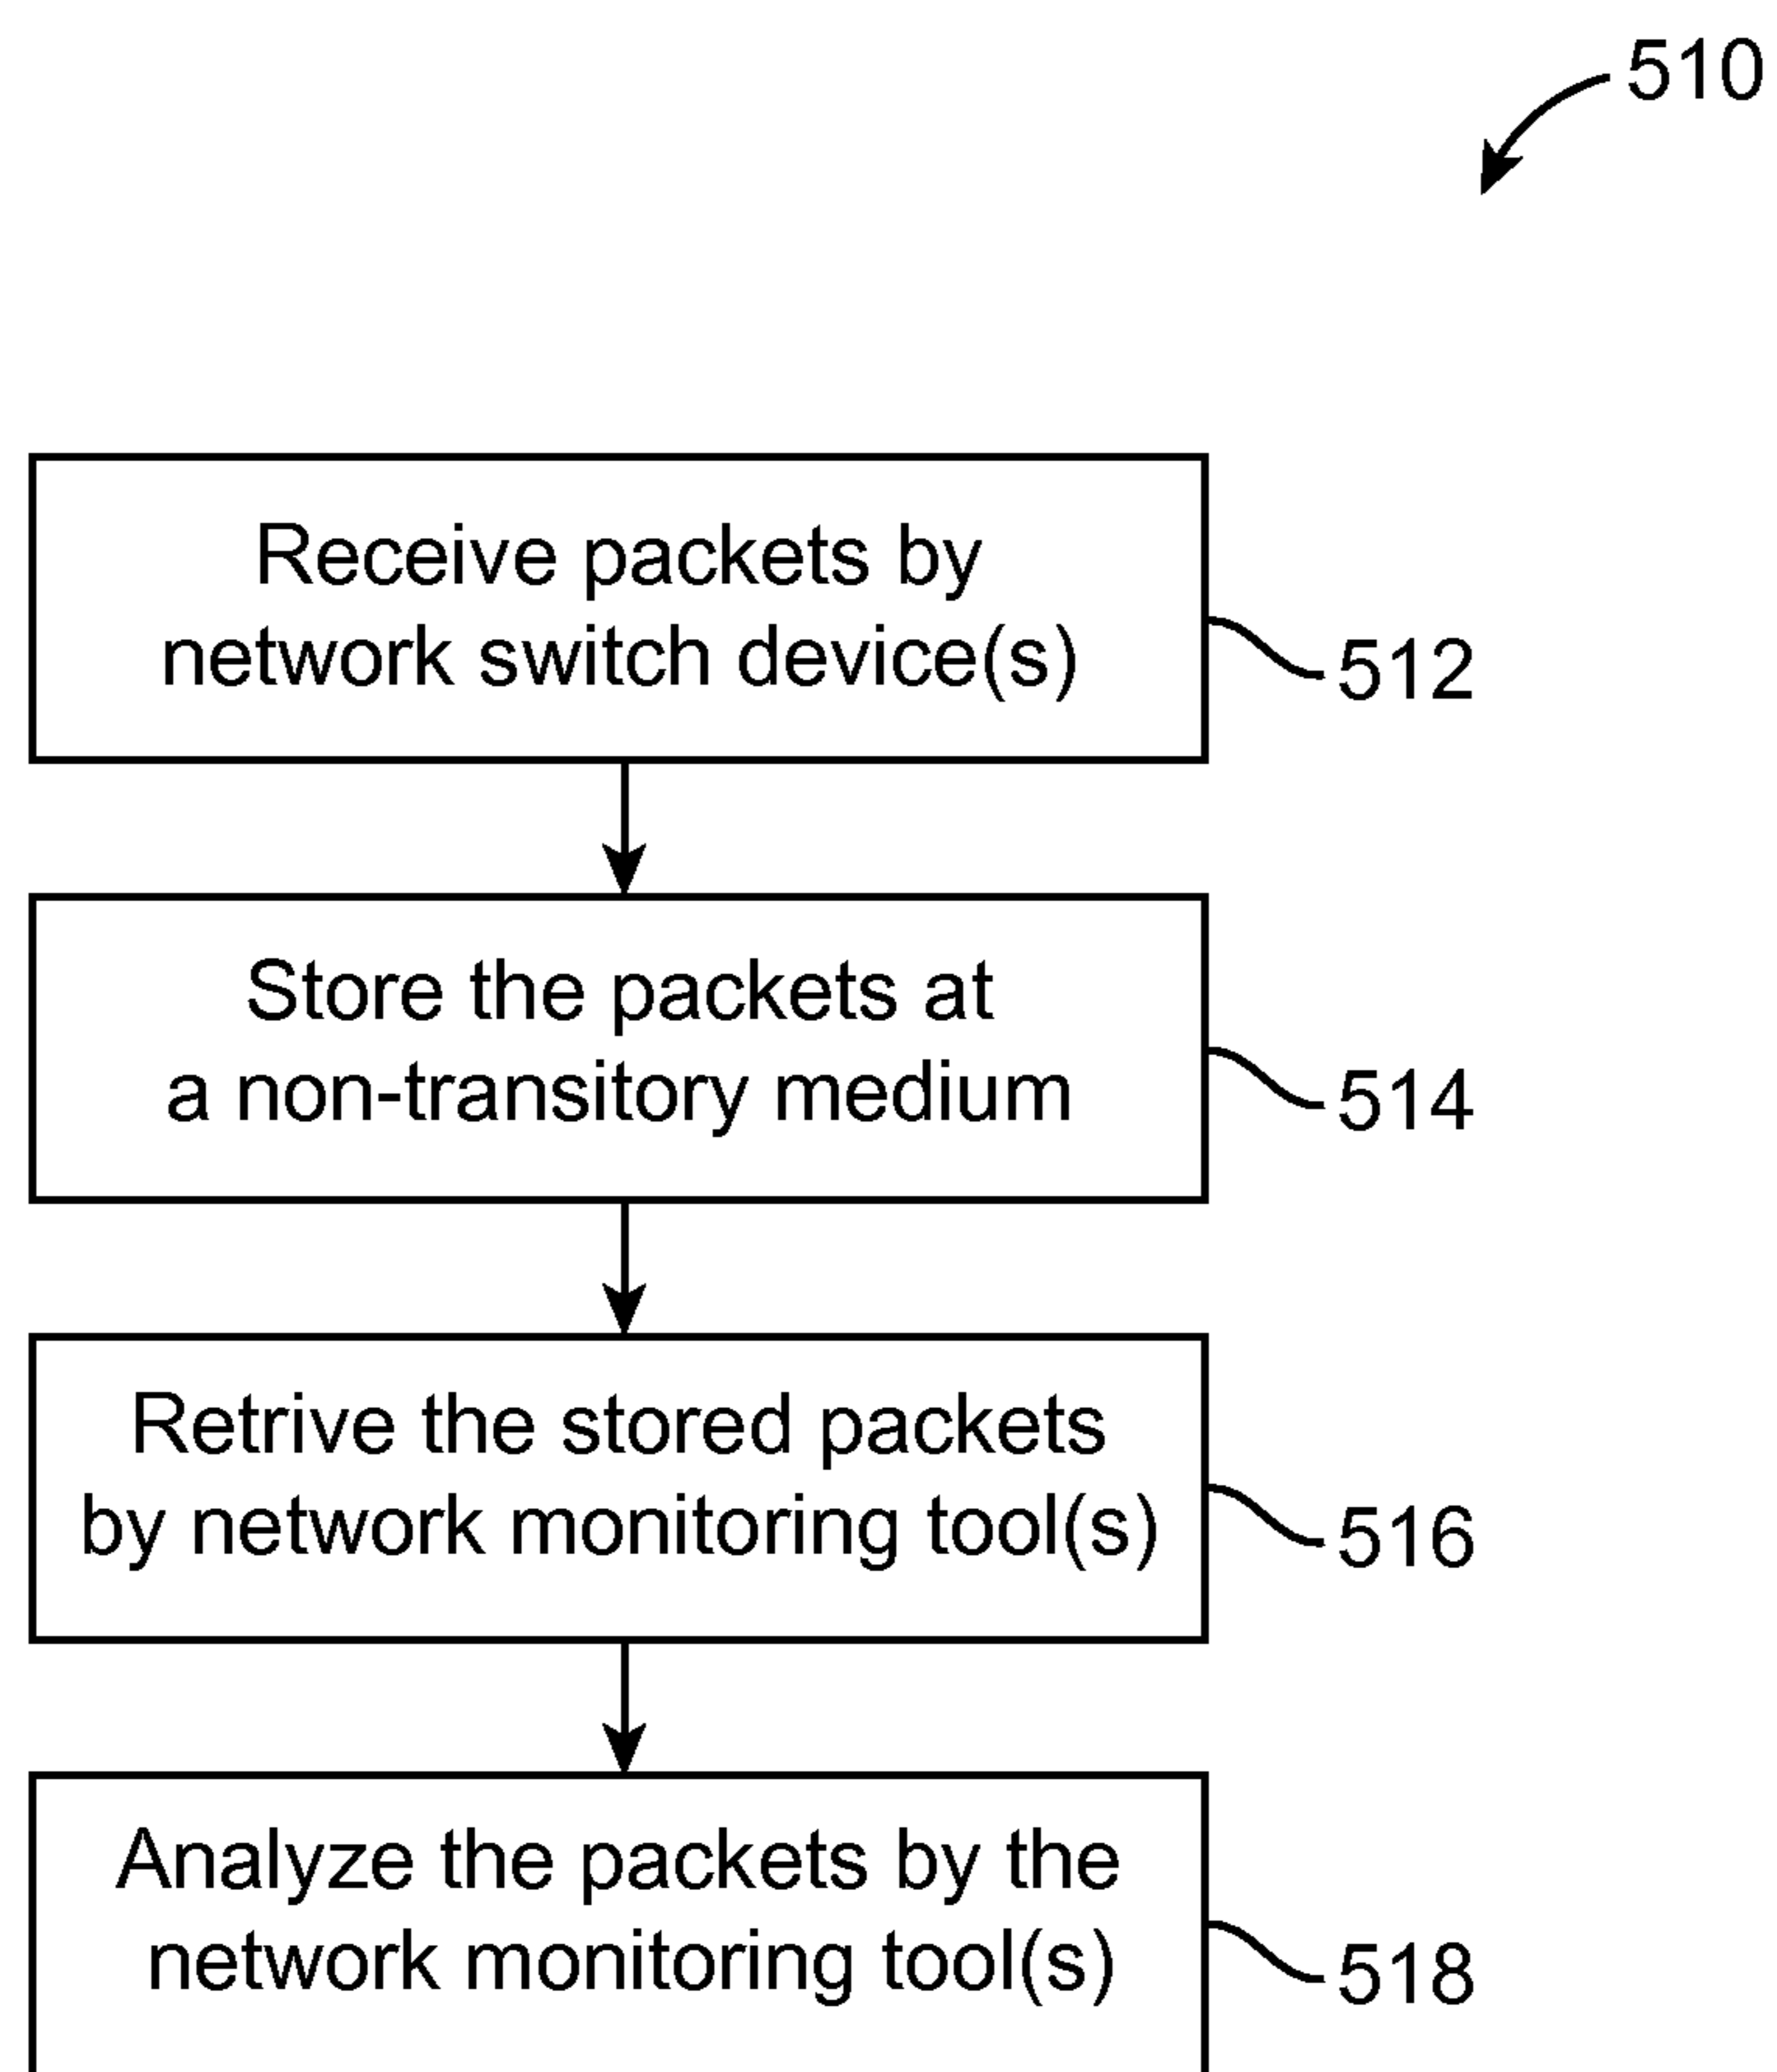 510
Receive packets by
network switch device(s)
512
Store the packets at
a non-transitory medium
514
Retrive the stored packets
by network monitoring tool(s)
516
Analyze the packets by the
network monitoring tool(s)
518